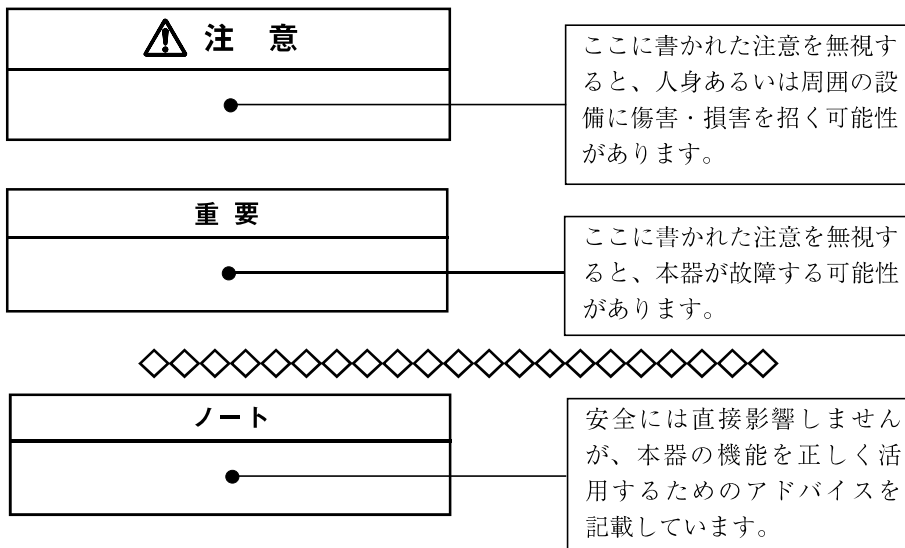 注 意
ここに書かれた注意を無視す
ると、人身あるいは周囲の設
備に傷害・損害を招く可能性
があります。
重 要
ここに書かれた注意を無視す
ると、本器が故障する可能性
があります。
ノート
安全には直接影響しません
が、本器の機能を正しく活
用するためのアドバイスを
記載しています。